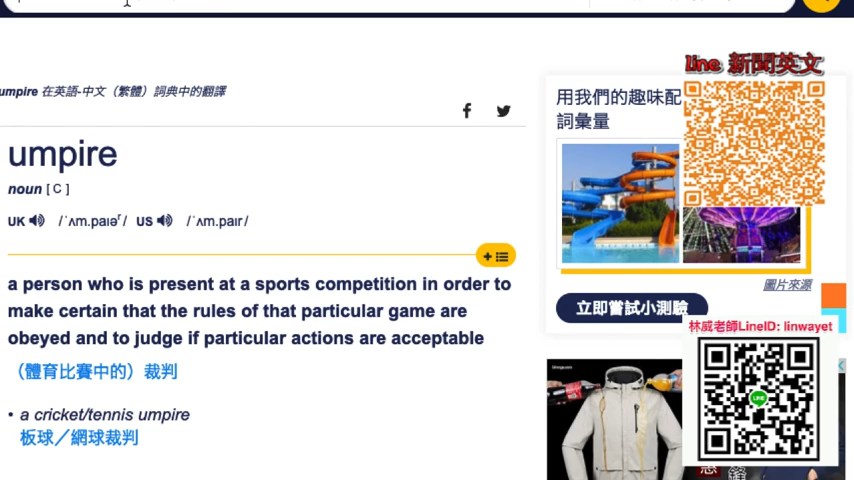 line 新聞英文
umpire 在英語-中文（繁體）詞典中的翻譯
用我們的趣味配
詞彙量
umpire
noun [ C ]
UK /ˈʌm.paɪəʳ/ US /ˈʌm.paɪr/
圖片來源
a person who is present at a sports competition in order to
make certain that the rules of that particular game are
obeyed and to judge if particular actions are acceptable
立即嘗試小測驗
林威老師LineID: linwayet
（體育比賽中的）裁判
LINE
• a cricket/tennis umpire
板球／網球裁判